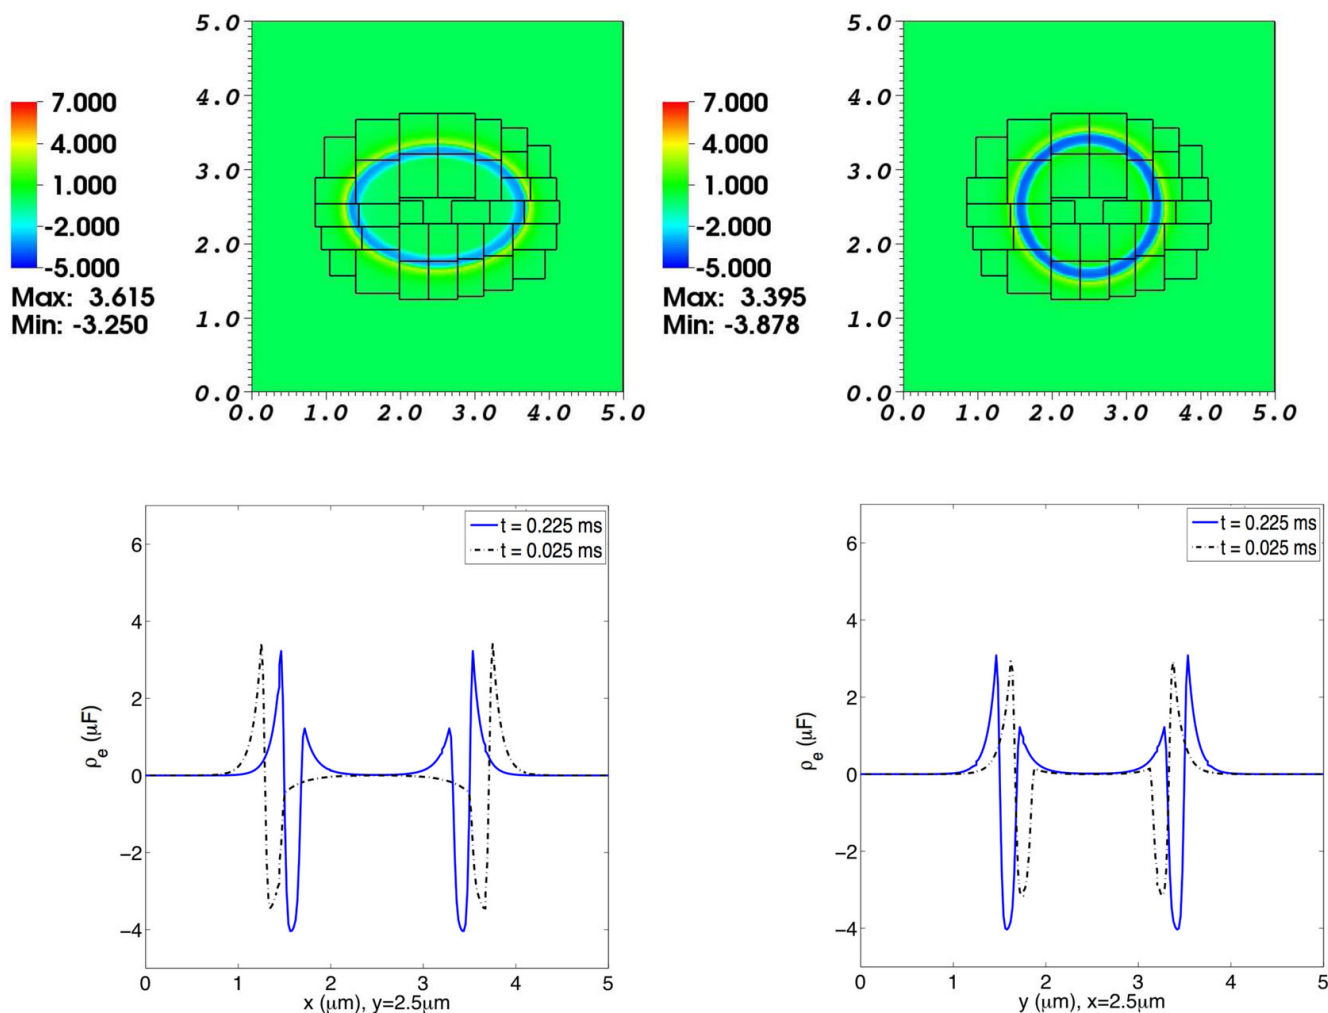 5.0
4.0
3.0
2.0
1.0
0.0
0.0 1.0 2.0 3.0 4.0 5.0
7.000
4.000
1.000
-2.000
-5.000
Max: 3.615
Min: -3.250
5.0
4.0
3.0
2.0
1.0
0.0
0.0 1.0 2.0 3.0 4.0 5.0
7.000
4.000
1.000
-2.000
-5.000
Max: 3.395
Min: -3.878
t = 0.225 ms
t = 0.025 ms
6
4
2
0
−2
−4
ρe (μF)
0 1 2 3 4 5
x (μm), y=2.5μm
t = 0.225 ms
t = 0.025 ms
6
4
2
0
−2
−4
ρe (μF)
0 1 2 3 4 5
y (μm), x=2.5μm